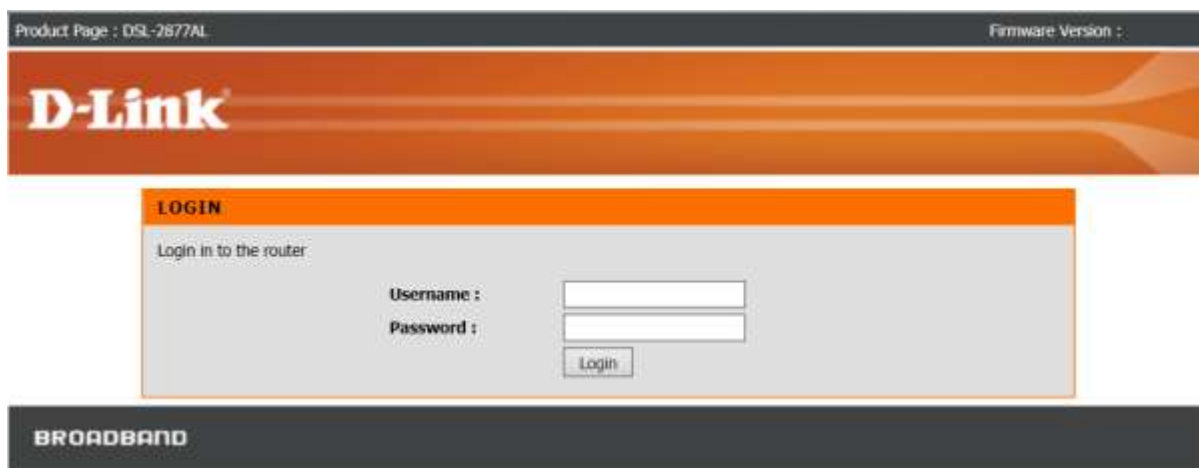 Product Page : DSL-2877AL Firmware Version :
D-Link
LOGIN
Login in to the router
Username :
Password :
Login
BROADBAND